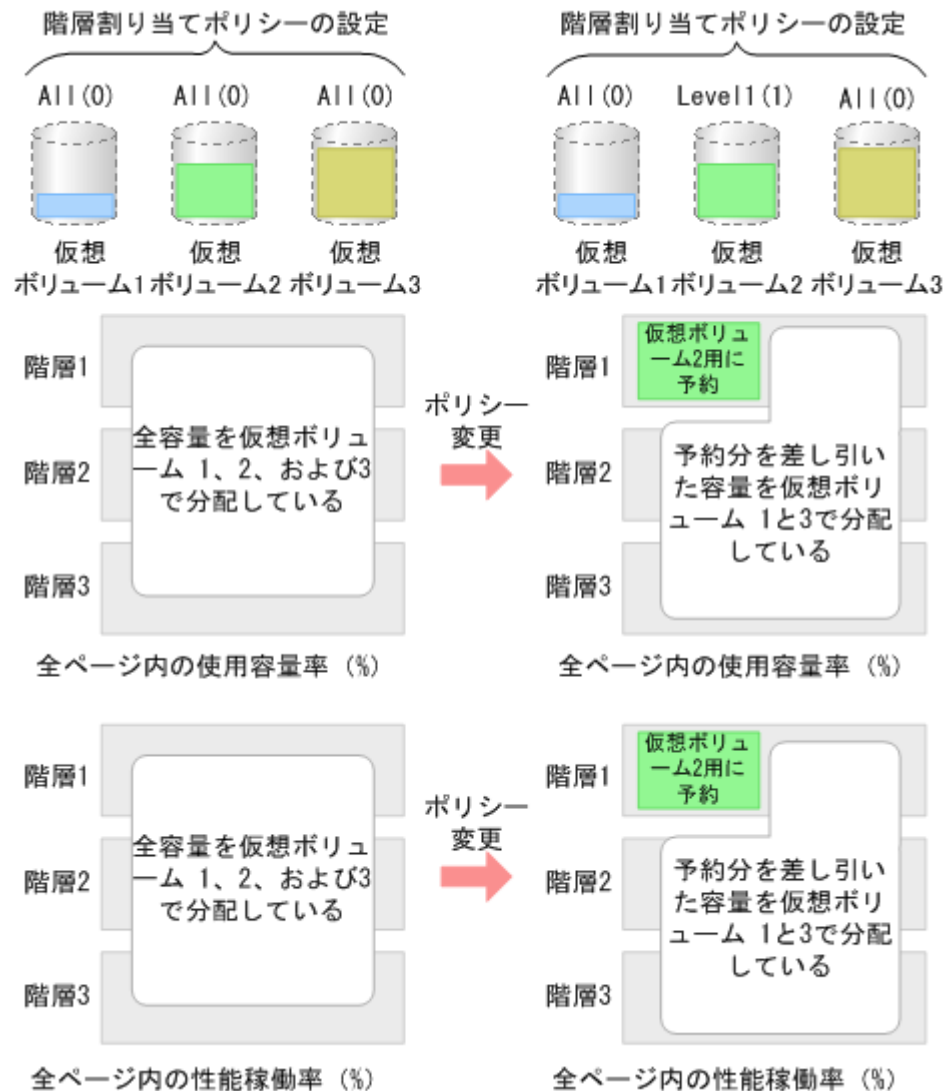 階層割り当てポリシーの設定
All(0) All(0) All(0)
仮想 仮想 仮想
ボリューム1 ボリューム2 ボリューム3
階層1
階層2
階層3
全容量を仮想ボリュ
ーム 1、2、および3
で分配している
全ページ内の使用容量率 (%)
ポリシー
変更
階層割り当てポリシーの設定
All(0) Level1(1) All(0)
仮想 仮想 仮想
ボリューム1 ボリューム2 ボリューム3
階層1
階層2
階層3
仮想ボリュ
ーム2用に
予約
予約分を差し引い
た容量を仮想ボリ
ューム 1と3で分配
している
全ページ内の使用容量率 (%)
階層1
階層2
階層3
全容量を仮想ボリュ
ーム 1、2、および3
で分配している
全ページ内の性能稼働率 (%)
ポリシー
変更
階層1
階層2
階層3
仮想ボリュ
ーム2用に
予約
予約分を差し引い
た容量を仮想ボリ
ューム 1と3で分配
している
全ページ内の性能稼働率 (%)